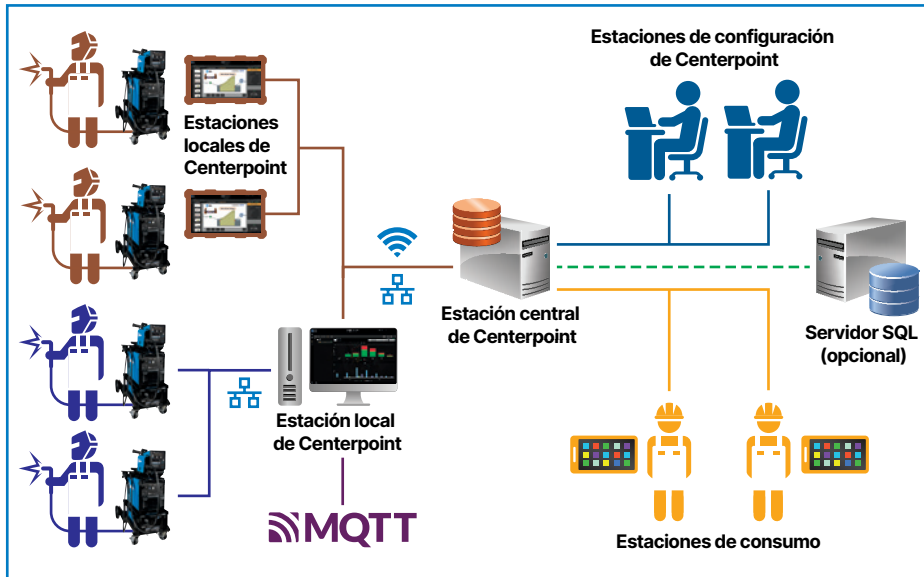 Estaciones de configuración
de Centerpoint
Estaciones
locales de
Centerpoint
Estación central
de Centerpoint
Servidor SQL
(opcional)
Estación local
de Centerpoint
MQTT
Estaciones de consumo